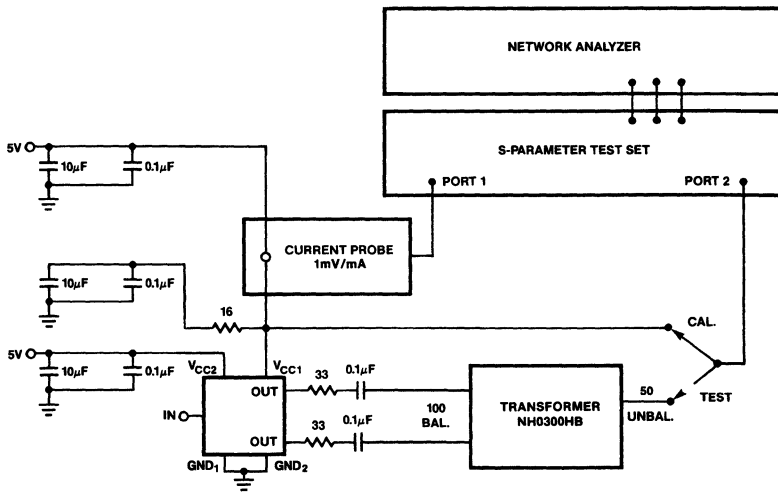 NETWORK ANALYZER
S-PARAMETER TEST SET
PORT 1
PORT 2
5V
10µF
0.1µF
CURRENT PROBE
1mV/mA
10µF
0.1µF
16
CAL.
5V
10µF
0.1µF
VCC2
VCC1
33
0.1µF
OUT
IN
33
0.1µF
OUT
100
BAL.
TRANSFORMER
NH0300HB
50
UNBAL.
TEST
GND1
GND2